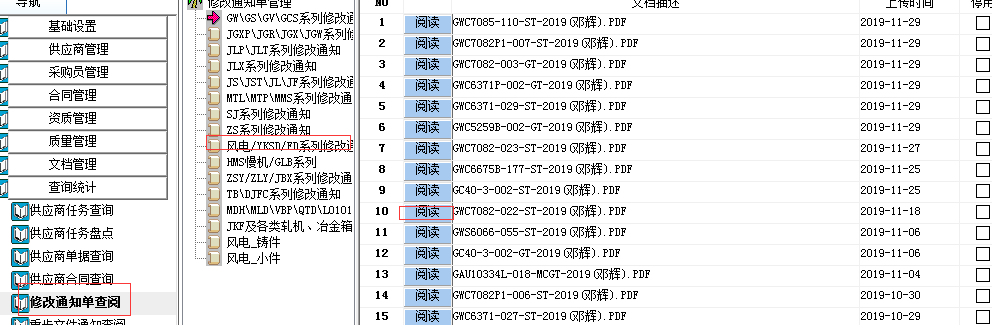 导航
基础设置
供应商管理
采购员管理
合同管理
资质管理
质量管理
文档管理
查询统计
供应商任务查询
供应商任务盘点
供应商单据查询
供应商合同查询
修改通知单查阅
修改通知单管理
GW\GS\GV\GCS系列修改通
JGXP\JGR\JGX\JGW系列修
JLP\JLT系列修改通知
JLX系列修改通知
JS\JST\JL\JF系列修改通知
MTL\MTP\MMS系列修改通
SJ系列修改通知
ZS系列修改通知
风电/YKSD/FD系列修改通
HMS慢机/GLB系列
ZSY/ZLY/JBX系列修改通
TB\DJFC系列修改通知
MDH\MLD\VBP\QTD\L0101
JKF及各类轧机、冶金箱
风电_铸件
风电_小件
NO 文档描述 上传时间 停用
1 阅读 GWC7085-110-ST-2019(邓辉).PDF 2019-11-29
2 阅读 GWC7082P1-007-ST-2019(邓辉).PDF 2019-11-29
3 阅读 GWC7082-003-GT-2019(邓辉).PDF 2019-11-29
4 阅读 GWC6371P-002-GT-2019(邓辉).PDF 2019-11-29
5 阅读 GWC6371-029-ST-2019(邓辉).PDF 2019-11-29
6 阅读 GWC5259B-002-GT-2019(邓辉).PDF 2019-11-29
7 阅读 GWC7082-023-ST-2019(邓辉).PDF 2019-11-27
8 阅读 GWC6675B-177-ST-2019(邓辉).PDF 2019-11-25
9 阅读 GC40-3-002-ST-2019(邓辉).PDF 2019-11-25
10 阅读 GWC7082-022-ST-2019(邓辉).PDF 2019-11-18
11 阅读 GWS6066-055-ST-2019(邓辉).PDF 2019-11-06
12 阅读 GC40-3-002-GT-2019(邓辉).PDF 2019-11-06
13 阅读 GAU10334L-018-MCGT-2019(邓辉).PDF 2019-11-04
14 阅读 GWC7082P1-006-ST-2019(邓辉).PDF 2019-10-30
15 阅读 GWC6371-027-ST-2019(邓辉).PDF 2019-10-29